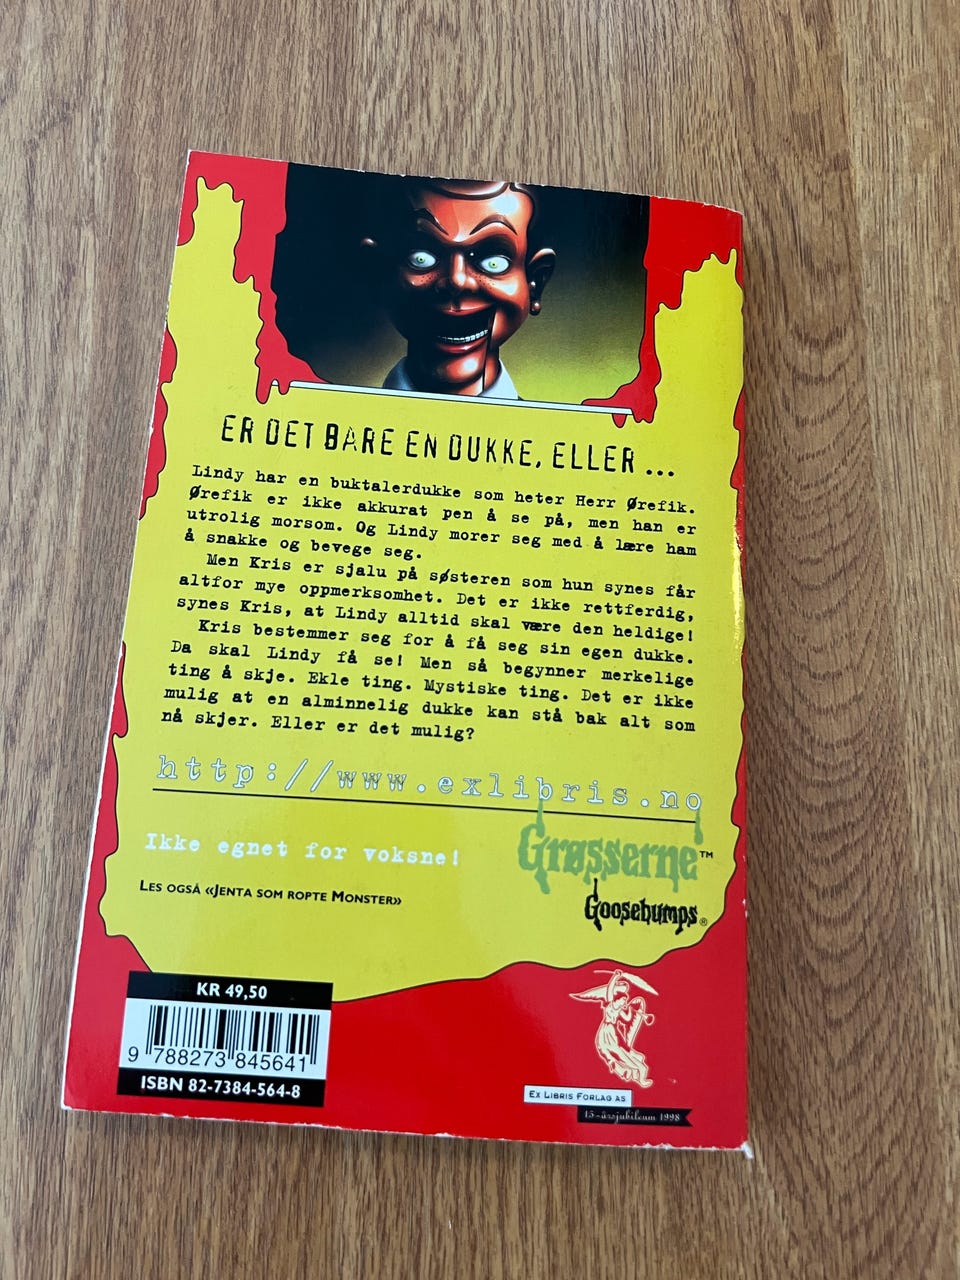 ER DET BARE EN DUKKE, ELLER ...
Lindy har en buktalerdukke som heter Herr Ørefik.
Ørefik er ikke akkurat pen å se på, men han er
utrolig morsom. Og Lindy morer seg med å lære ham
å snakke og bevege seg.
Men Kris er sjalu på søsteren som hun synes får
altfor mye oppmerksomhet. Det er ikke rettferdig,
synes Kris, at Lindy alltid skal være den heldige!
Kris bestemmer seg for å få seg sin egen dukke.
Da skal Lindy få se! Men så begynner merkelige
ting å skje. Ekle ting. Mystiske ting. Det er ikke
mulig at en alminnelig dukke kan stå bak alt som
nå skjer. Eller er det mulig?
http://www.exlibris.no
Ikke egnet for voksne!
Grøsserne™
LES OGSÅ «JENTA SOM ROPTE MONSTER»
Goosebumps®
KR 49,50
9 788273 845641
ISBN 82-7384-564-8
EX LIBRIS FORLAG AS
15-årsjubileum 1998